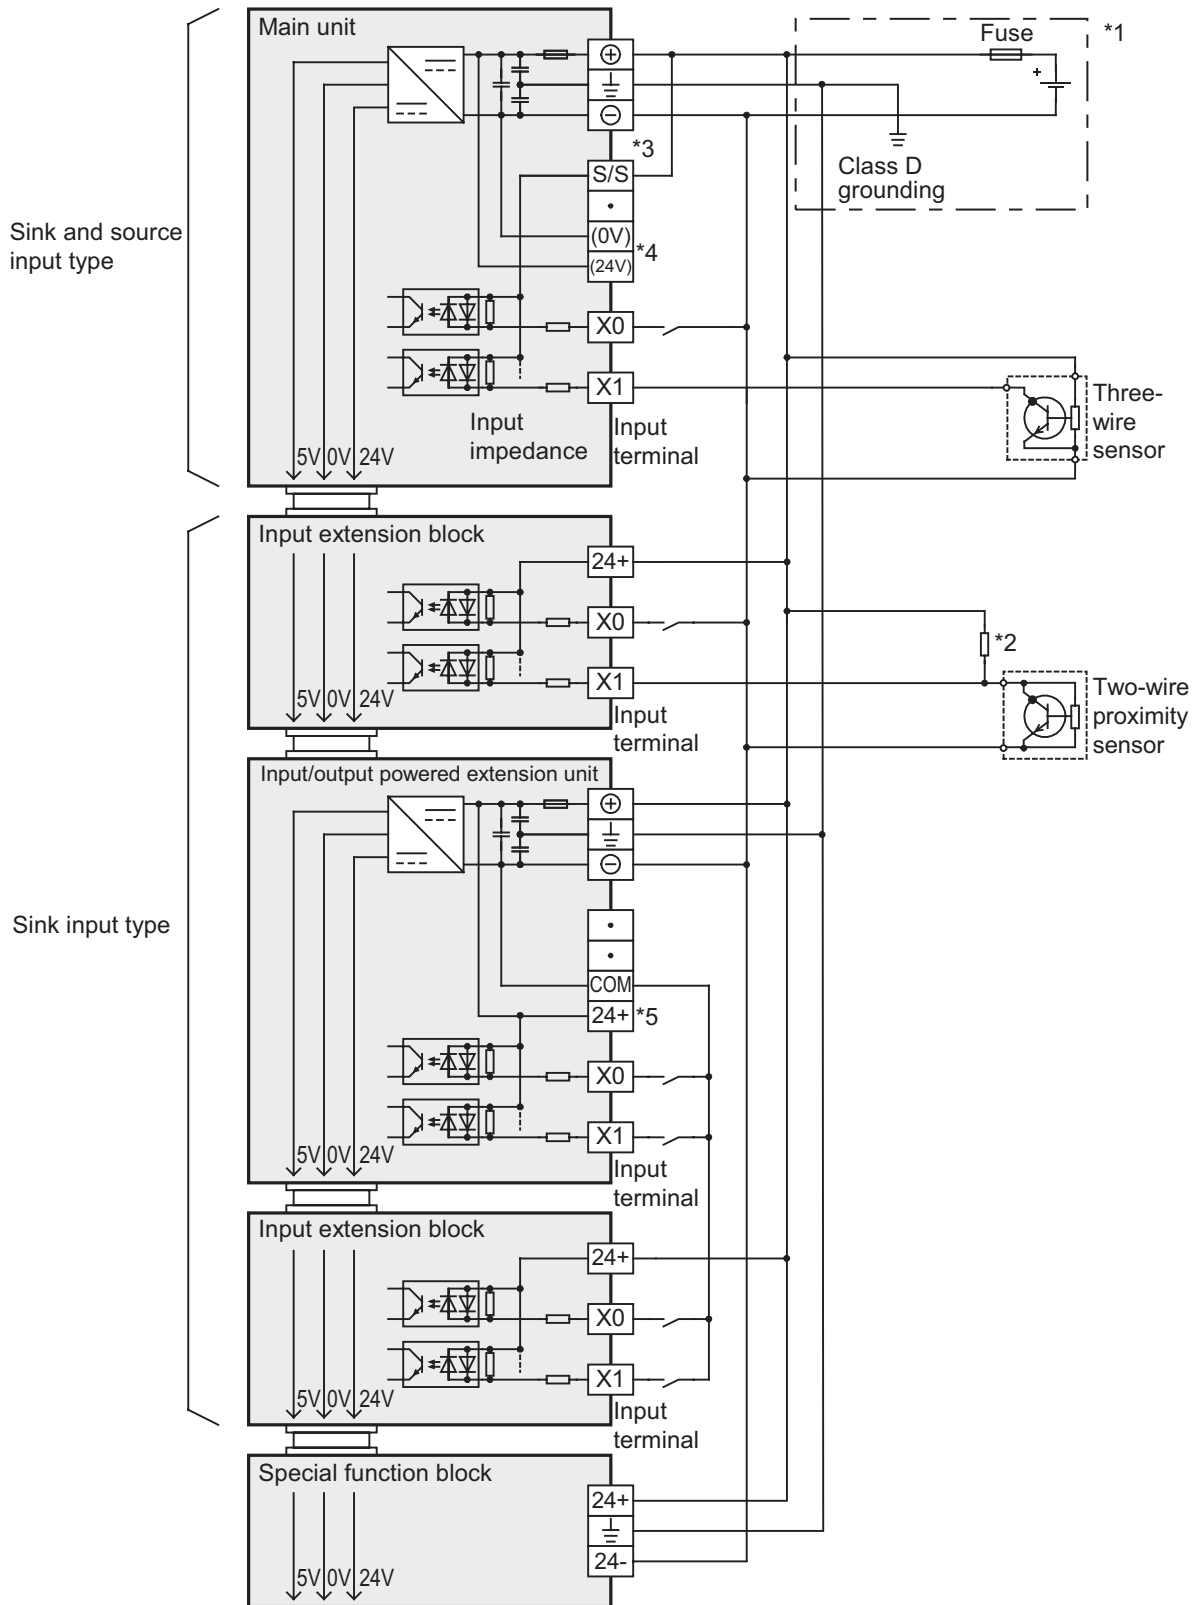 Main unit
Fuse
*1
+
*3
S/S
Class D
grounding
(0V)
*4
(24V)
Sink and source
input type
X0
X1
Three-
wire
sensor
Input
impedance
Input
terminal
5V 0V 24V
Input extension block
24+
X0
*2
X1
Two-wire
proximity
sensor
5V 0V 24V
Input
terminal
Input/output powered extension unit
Sink input type
COM
24+ *5
X0
X1
5V 0V 24V
Input
terminal
Input extension block
24+
X0
X1
5V 0V 24V
Input
terminal
Special function block
24+
24-
5V 0V 24V